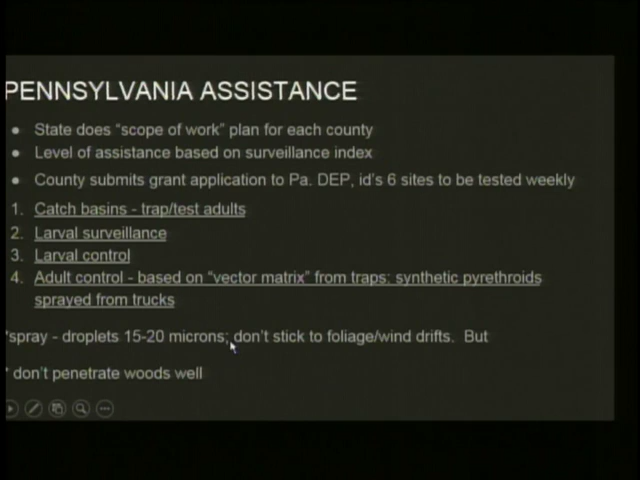 PENNSYLVANIA ASSISTANCE
● State does “scope of work” plan for each county
● Level of assistance based on surveillance index
● County submits grant application to Pa. DEP, id’s 6 sites to be tested weekly
1. Catch basins - trap/test adults
2. Larval surveillance
3. Larval control
4. Adult control - based on “vector matrix” from traps; synthetic pyrethroids
sprayed from trucks
*spray - droplets 15-20 microns; don’t stick to foliage/wind drifts. But
* don’t penetrate woods well